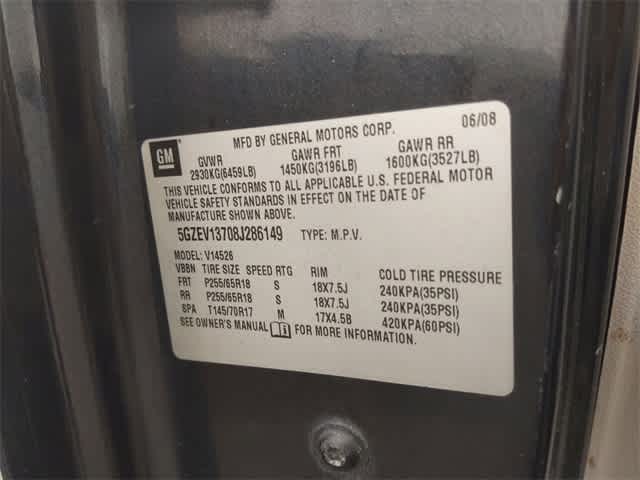 06/08
MFD BY GENERAL MOTORS CORP.
GM
GVWR GAWR FRT GAWR RR
2930KG(6459LB) 1450KG(3196LB) 1600KG(3527LB)
THIS VEHICLE CONFORMS TO ALL APPLICABLE U.S. FEDERAL MOTOR
VEHICLE SAFETY STANDARDS IN EFFECT ON THE DATE OF
MANUFACTURE SHOWN ABOVE.
5GZEV13708J286149 TYPE: M.P.V.
MODEL: V14526
VBBN TIRE SIZE SPEED RTG RIM COLD TIRE PRESSURE
FRT P255/65R18 S 18X7.5J 240KPA(35PSI)
RR P255/65R18 S 18X7.5J 240KPA(35PSI)
SPA T145/70R17 M 17X4.5B 420KPA(60PSI)
SEE OWNER'S MANUAL FOR MORE INFORMATION.